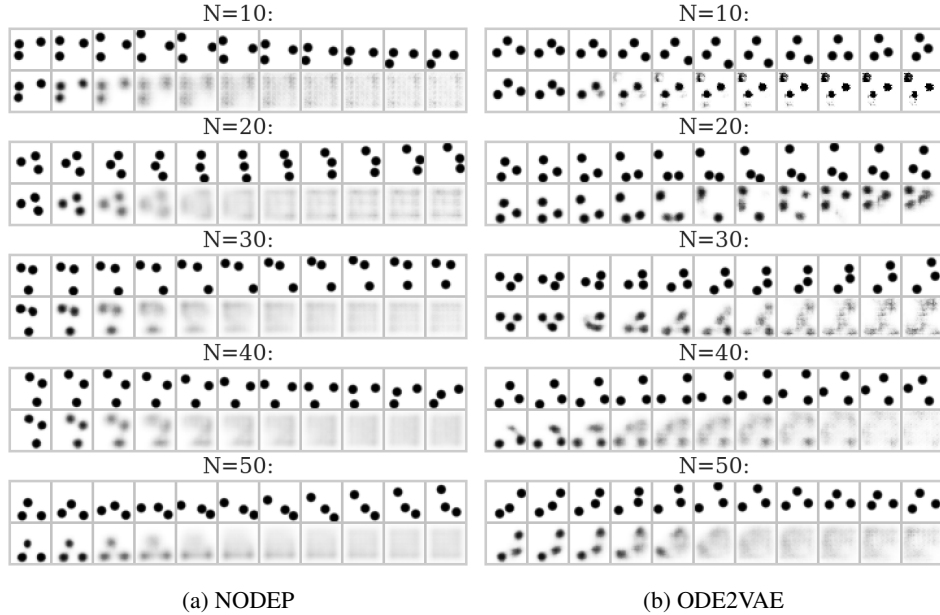 N=10:
N=20:
N=30:
N=40:
N=50:
(a) NODEP
N=10:
N=20:
N=30:
N=40:
N=50:
(b) ODE2VAE